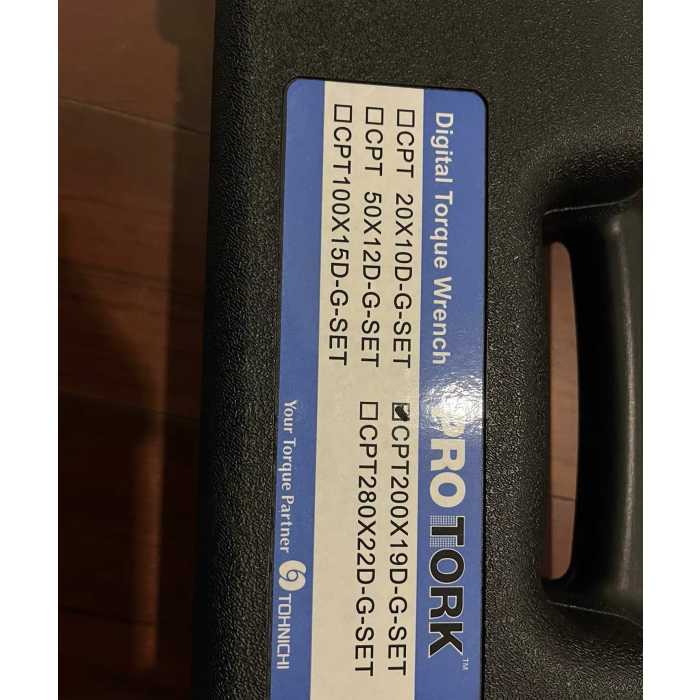 Digital Torque Wrench PRO TORK™
☐CPT 20X10D-G-SET ☑CPT200X19D-G-SET
☐CPT 50X12D-G-SET ☐CPT280X22D-G-SET
☐CPT100X15D-G-SET
Your Torque Partner TOHNICHI